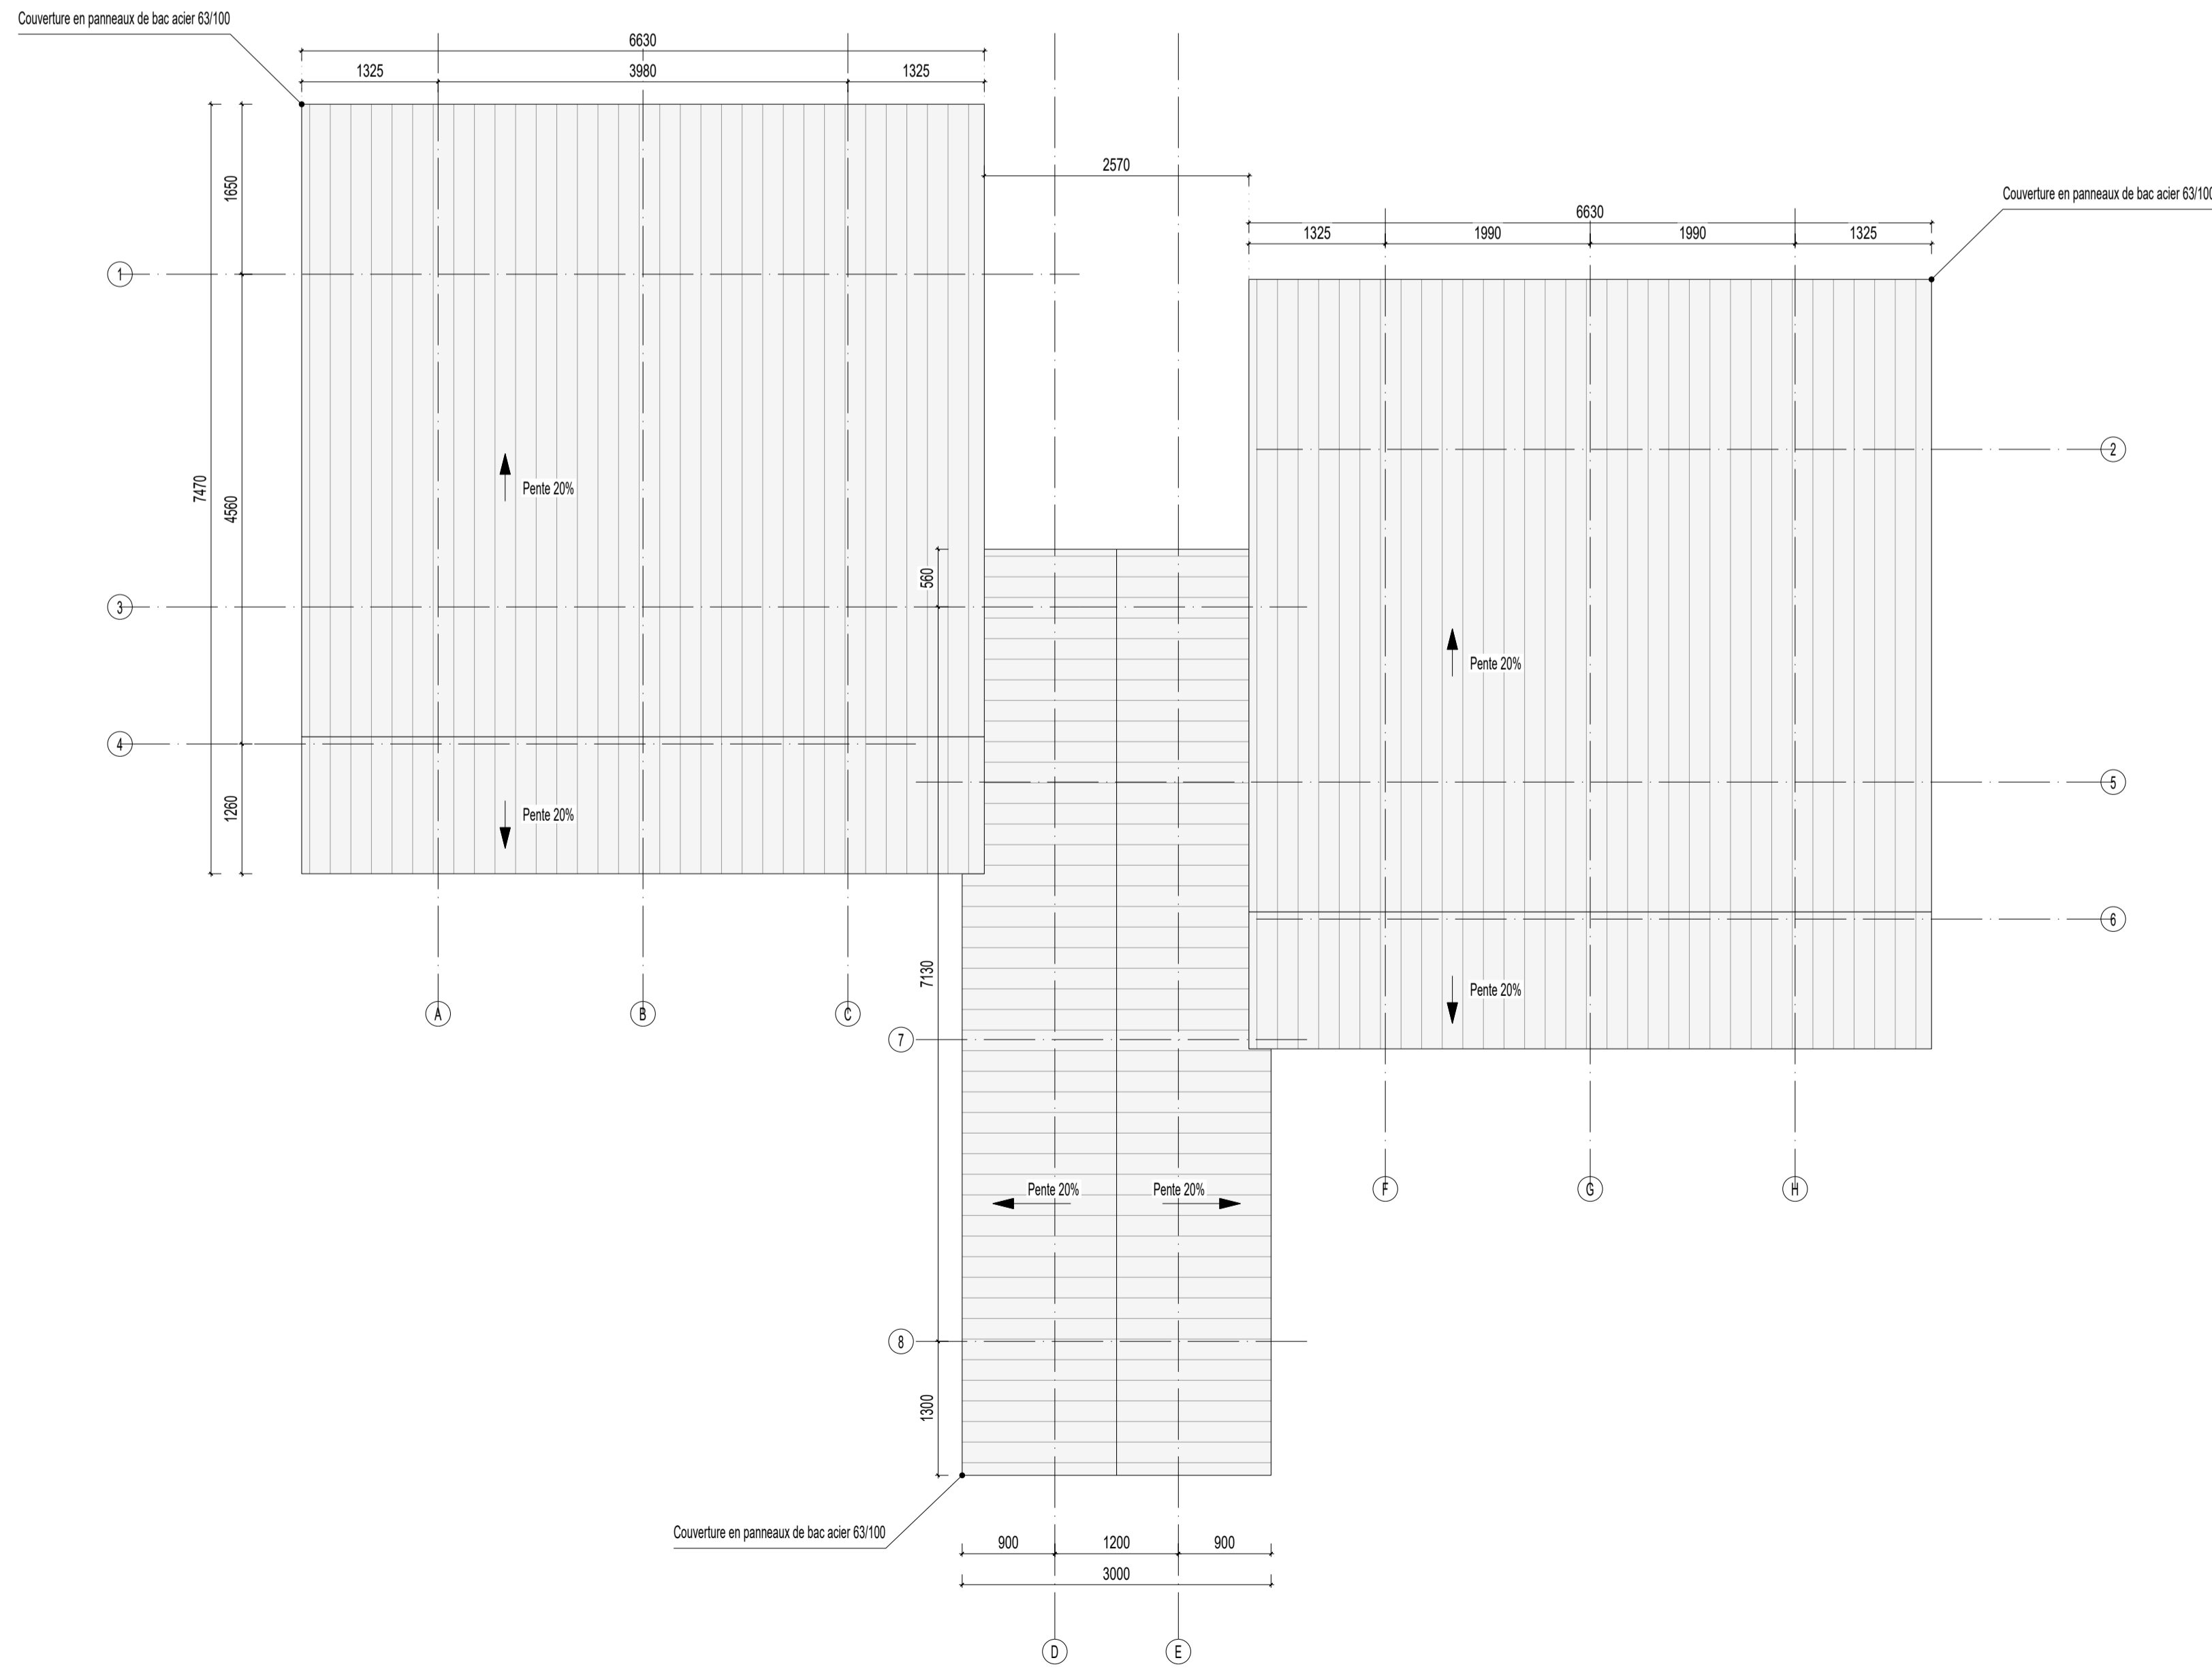 Couverture en panneaux de bac acier 63/100
6630
1325
3980
1325
2570
1650
Couverture en panneaux de bac acier 63/100
6630
1325
1990
1990
1325
1
2
7470
4560
Pente 20%
560
3
Pente 20%
4
5
1260
Pente 20%
6
7130
Pente 20%
A
B
C
7
Pente 20%
Pente 20%
F
G
H
8
1300
Couverture en panneaux de bac acier 63/100
900
1200
900
3000
D
E